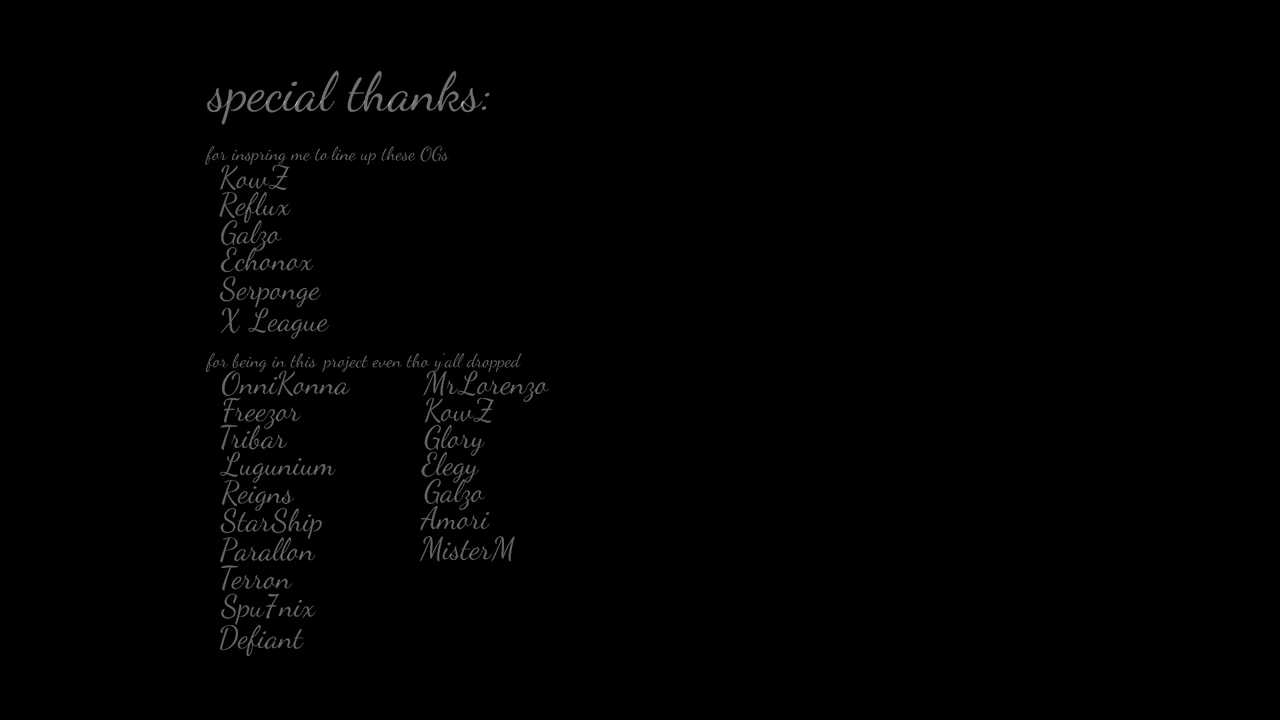 special thanks:
for inspring me to line up these OGs
KowZ
Reflux
Galzo
Echonox
Serponge
X League
for being in this project even tho y'all dropped
OnniKonna
Freezor
Tribar
Lugunium
Reigns
StarShip
Parallon
Terron
Spu7nix
Defiant
MrLorenzo
KowZ
Glory
Elegy
Galzo
Amori
MisterM